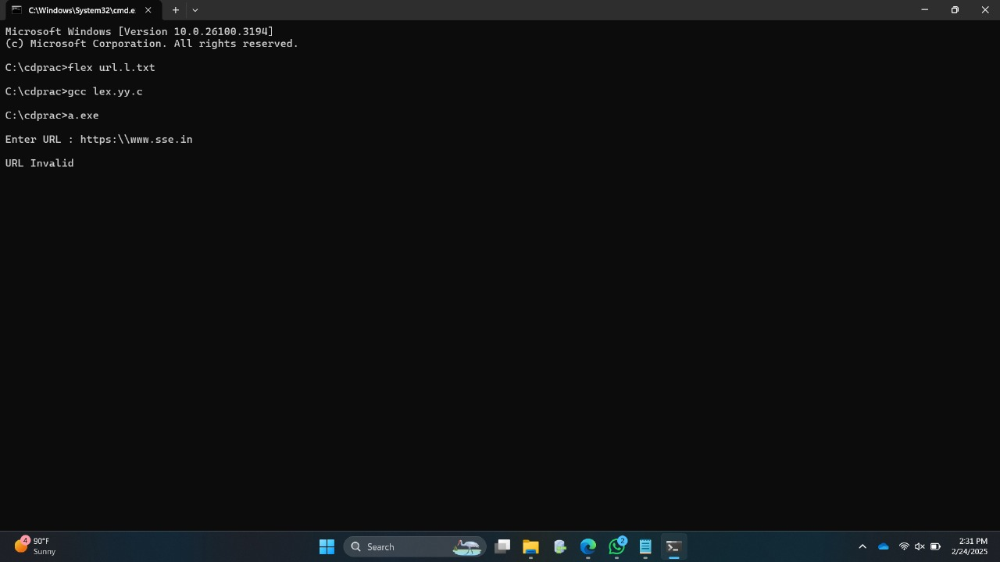 C:\Windows\System32\cmd.e
Microsoft Windows [Version 10.0.26100.3194]
(c) Microsoft Corporation. All rights reserved.
C:\cdprac>flex url.l.txt
C:\cdprac>gcc lex.yy.c
C:\cdprac>a.exe
Enter URL : https:\\www.sse.in
URL Invalid
4
90°F
Sunny
Search
2
2:31 PM
2/24/2025